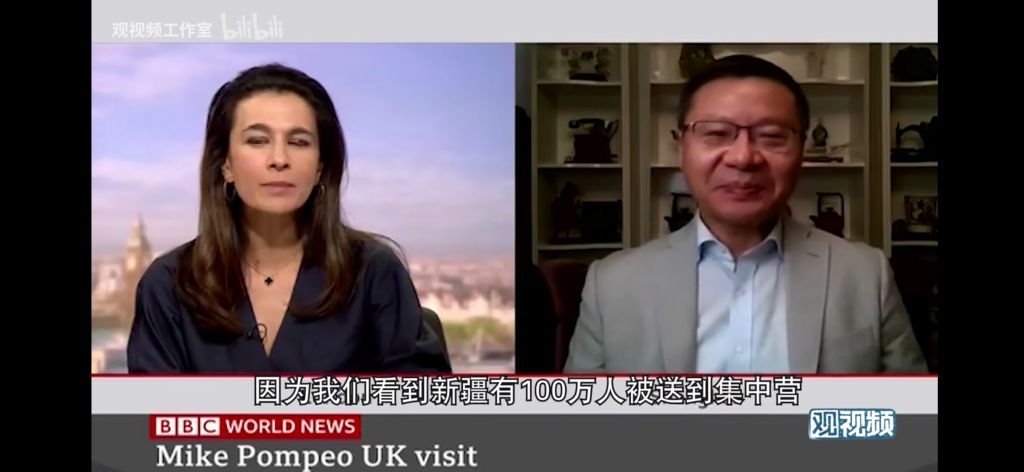 观视频工作室 bilibili
因为我们看到新疆有100万人被送到集中营
观视频
BBC WORLD NEWS
Mike Pompeo UK visit